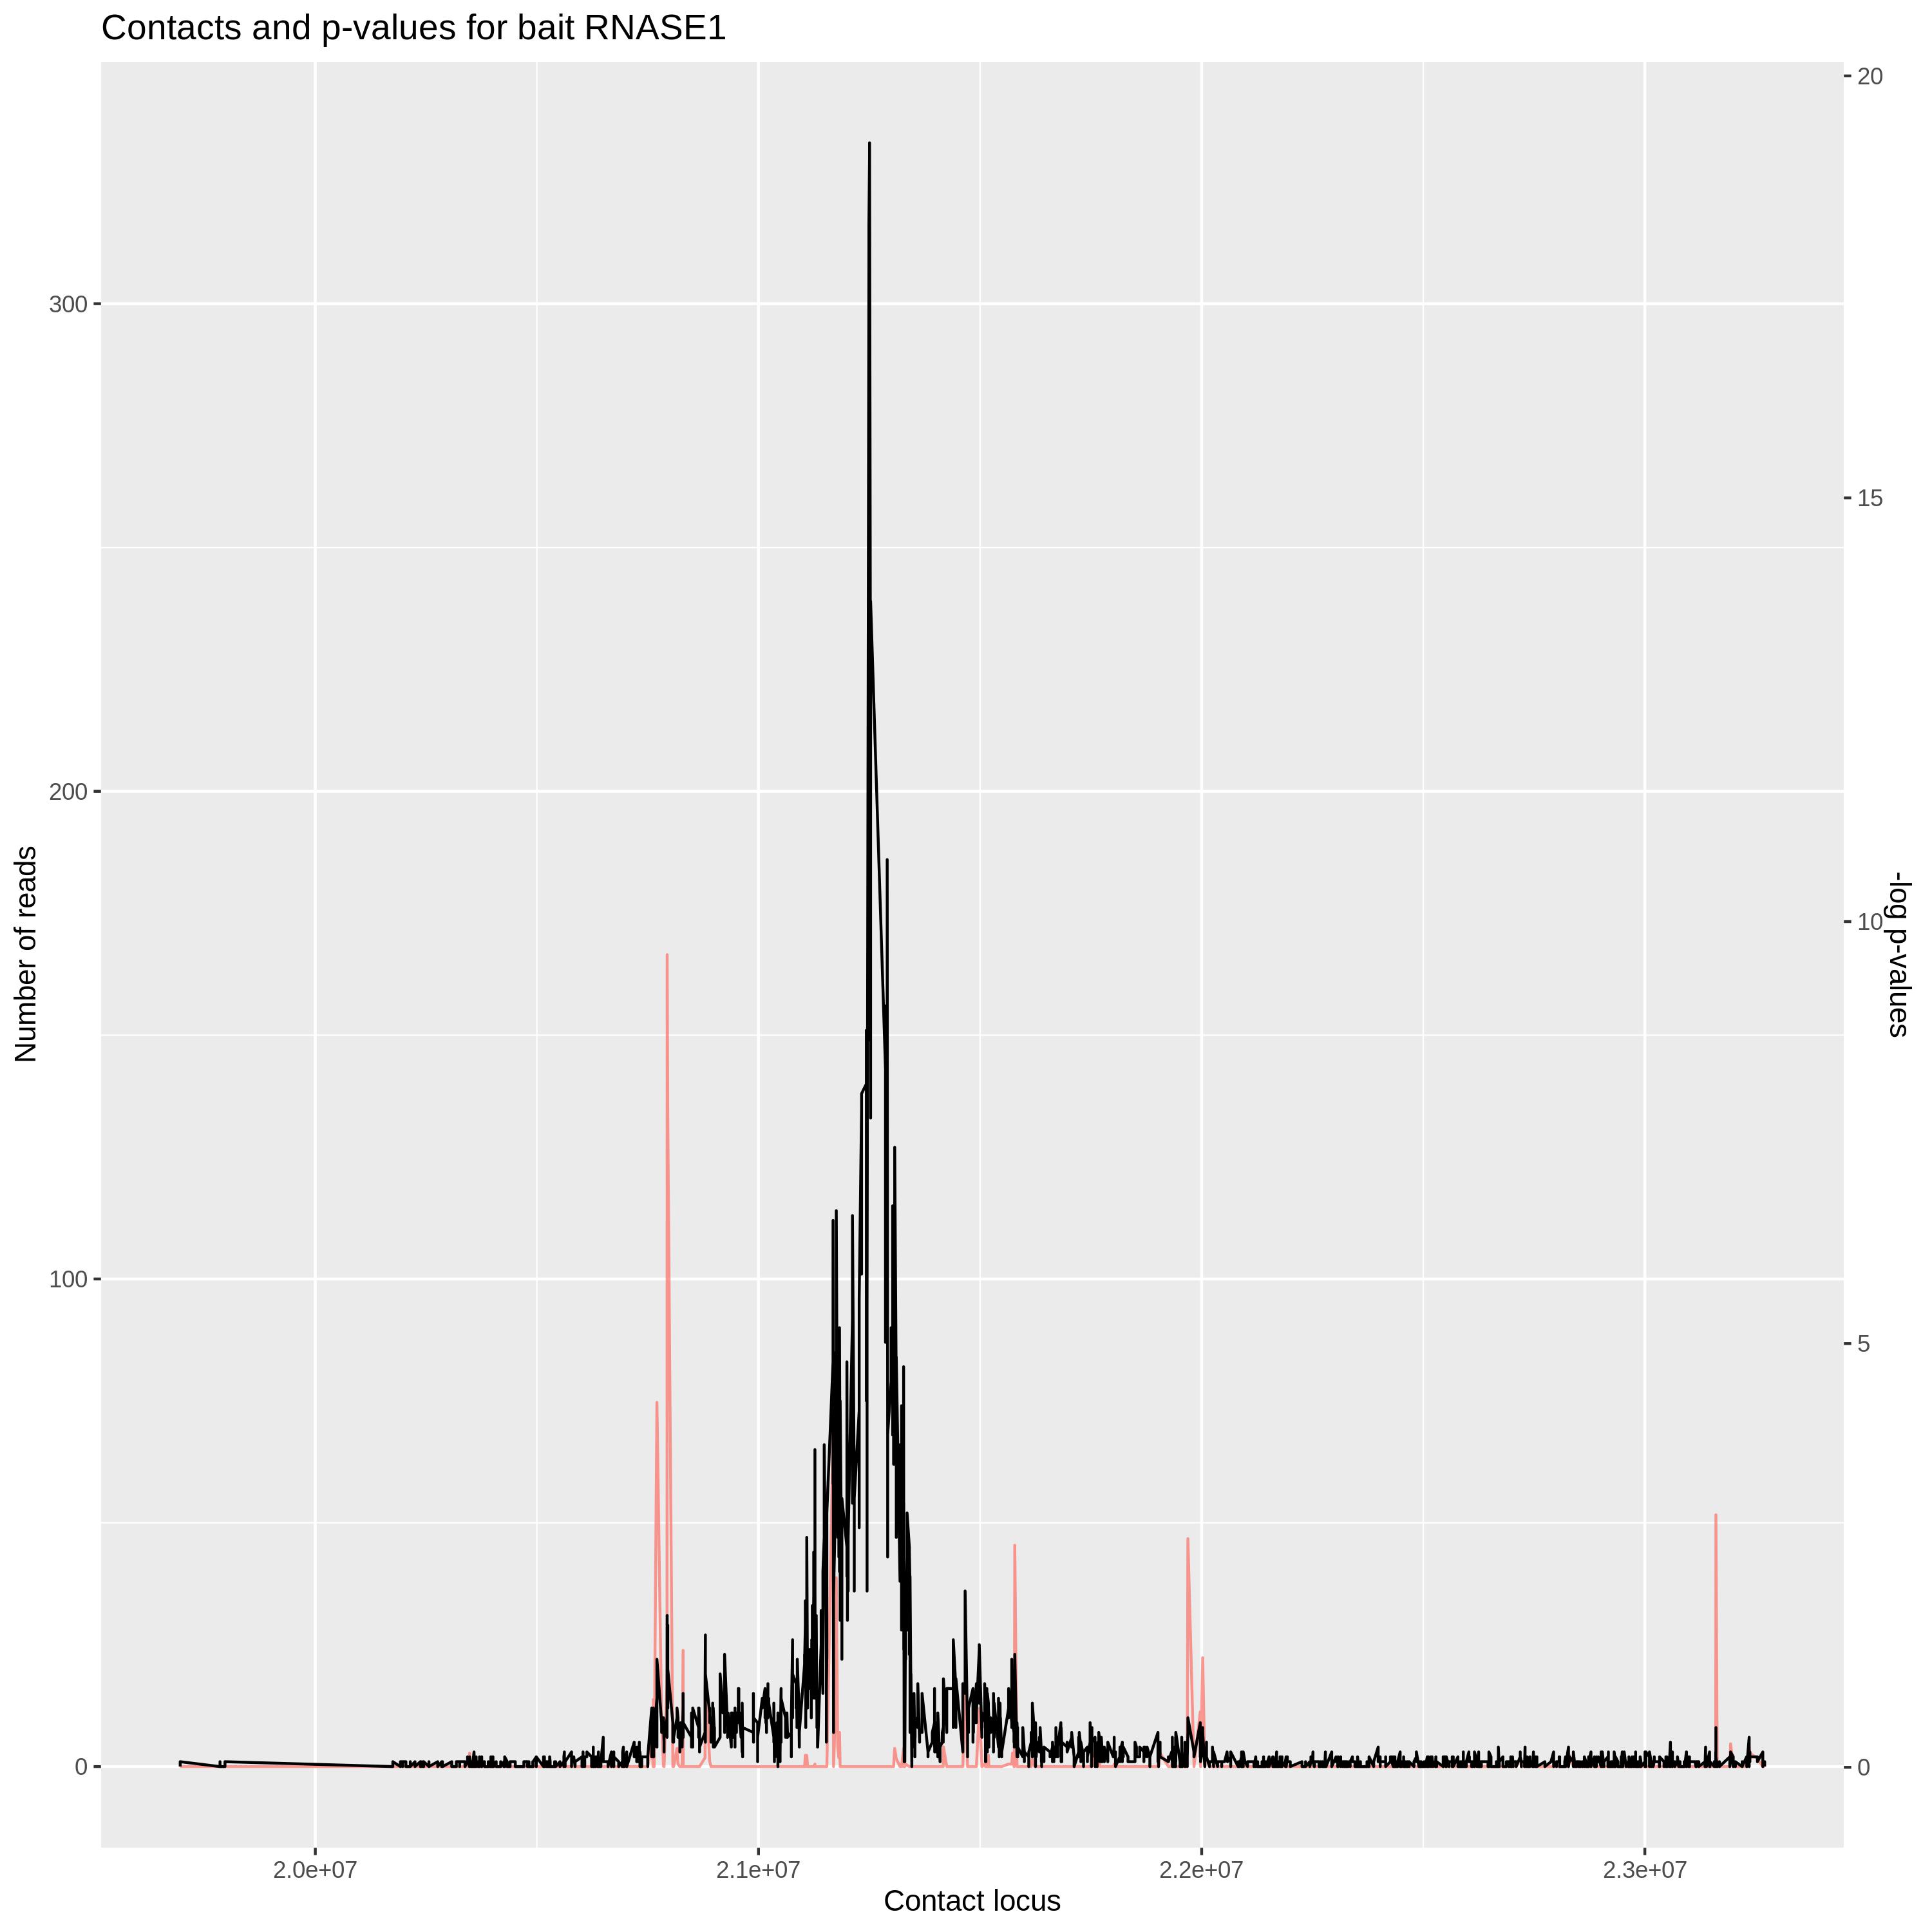 Contacts and p-values for bait RNASE1
Number of reads
300
200
100
0
20
15
10
5
0
-log p-values
2.0e+07
2.1e+07
2.2e+07
2.3e+07
Contact locus